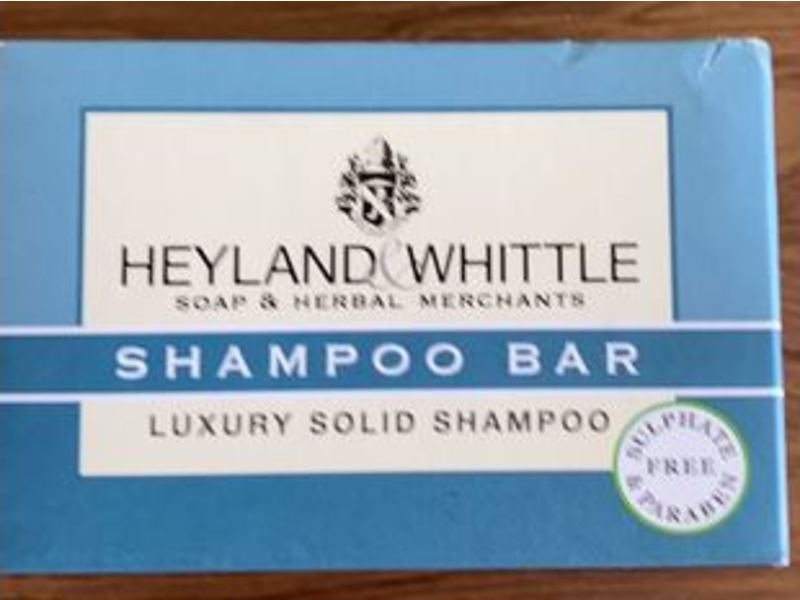 HEYLAND & WHITTLE
SOAP & HERBAL MERCHANTS
SHAMPOO BAR
LUXURY SOLID SHAMPOO
SULPHATE
FREE
& PARABEN